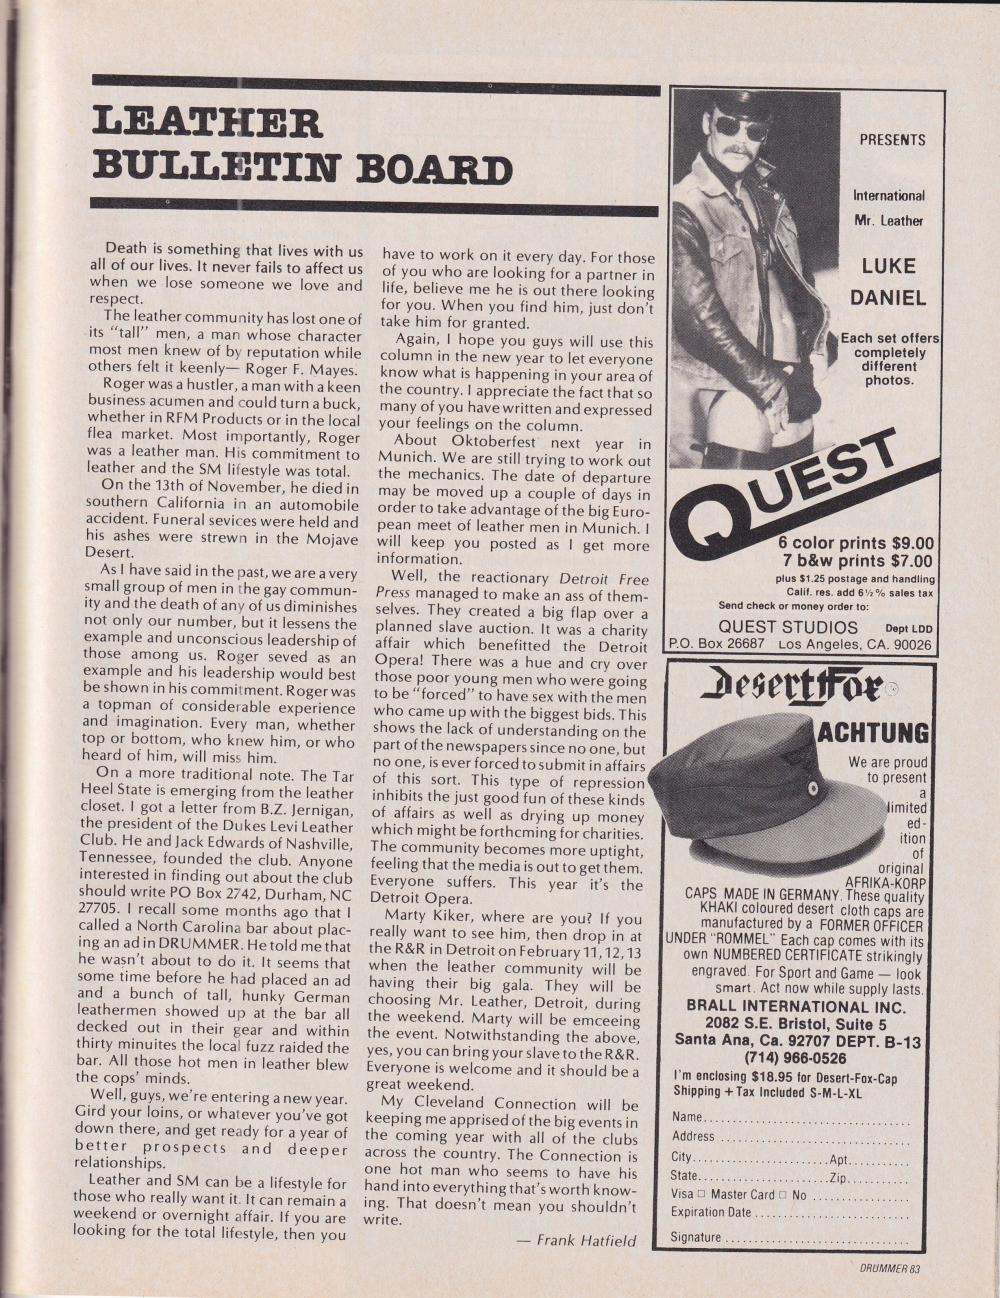 LEATHER
BULLETIN BOARD
Death is something that lives with us
all of our lives. It never fails to affect us
when we lose someone we love and
respect.
The leather community has lost one of
its "tall" men, a man whose character
most men knew of by reputation while
others felt it keenly— Roger F. Mayes.
Roger was a hustler, a man with a keen
business acumen and could turn a buck,
whether in RFM Products or in the local
flea market. Most importantly, Roger
was a leather man. His commitment to
leather and the SM lifestyle was total.
On the 13th of November, he died in
southern California in an automobile
accident. Funeral sevices were held and
his ashes were strewn in the Mojave
Desert.
As I have said in the past, we are a very
small group of men in the gay commun-
ity and the death of any of us diminishes
not only our number, but it lessens the
example and unconscious leadership of
those among us. Roger seved as an
example and his leadership would best
be shown in his commitment. Roger was
a topman of considerable experience
and imagination. Every man, whether
top or bottom, who knew him, or who
heard of him, will miss him.
On a more traditional note. The Tar
Heel State is emerging from the leather
closet. I got a letter from B.Z. Jernigan,
the president of the Dukes Levi Leather
Club. He and Jack Edwards of Nashville,
Tennessee, founded the club. Anyone
interested in finding out about the club
should write PO Box 2742, Durham, NC
27705. I recall some months ago that I
called a North Carolina bar about plac-
ing an ad in DRUMMER. He told me that
he wasn't about to do it. It seems that
some time before he had placed an ad
and a bunch of tall, hunky German
leathermen showed up at the bar all
decked out in their gear and within
thirty minuites the local fuzz raided the
bar. All those hot men in leather blew
the cops' minds.
Well, guys, we're entering a new year.
Gird your loins, or whatever you've got
down there, and get ready for a year of
better prospects and deeper
relationships.
Leather and SM can be a lifestyle for
those who really want it. It can remain a
weekend or overnight affair. If you are
looking for the total lifestyle, then you
have to work on it every day. For those
of you who are looking for a partner in
life, believe me he is out there looking
for you. When you find him, just don't
take him for granted.
Again, I hope you guys will use this
column in the new year to let everyone
know what is happening in your area of
the country. I appreciate the fact that so
many of you have written and expressed
your feelings on the column.
About Oktoberfest next year in
Munich. We are still trying to work out
the mechanics. The date of departure
may be moved up a couple of days in
order to take advantage of the big Euro-
pean meet of leather men in Munich. I
will keep you posted as I get more
information.
Well, the reactionary Detroit Free
Press managed to make an ass of them-
selves. They created a big flap over a
planned slave auction. It was a charity
affair which benefitted the Detroit
Opera! There was a hue and cry over
those poor young men who were going
to be "forced" to have sex with the men
who came up with the biggest bids. This
shows the lack of understanding on the
part of the newspapers since no one, but
no one, is ever forced to submit in affairs
of this sort. This type of repression
inhibits the just good fun of these kinds
of affairs as well as drying up money
which might be forthcming for charities.
The community becomes more uptight,
feeling that the media is out to get them.
Everyone suffers. This year it's the
Detroit Opera.
Marty Kiker, where are you? If you
really want to see him, then drop in at
the R&R in Detroit on February 11, 12, 13
when the leather community will be
having their big gala. They will be
choosing Mr. Leather, Detroit, during
the weekend. Marty will be emceeing
the event. Notwithstanding the above,
yes, you can bring your slave to the R&R.
Everyone is welcome and it should be a
great weekend.
My Cleveland Connection will be
keeping me apprised of the big events in
the coming year with all of the clubs
across the country. The Connection is
one hot man who seems to have his
hand into everything that's worth know-
ing. That doesn't mean you shouldn't
write.
— Frank Hatfield
PRESENTS
International
Mr. Leather
LUKE
DANIEL
Each set offers
completely
different
photos.
QUEST
6 color prints $9.00
7 b&w prints $7.00
plus $1.25 postage and handling
Calif. res. add 6½% sales tax
Send check or money order to:
QUEST STUDIOS Dept LDD
P.O. Box 26687 Los Angeles, CA. 90026
Desert Fox
ACHTUNG
We are proud
to present
a
limited
ed-
ition
of
original
AFRIKA-KORP
CAPS MADE IN GERMANY. These quality
KHAKI coloured desert cloth caps are
manufactured by a FORMER OFFICER
UNDER "ROMMEL" Each cap comes with its
own NUMBERED CERTIFICATE strikingly
engraved. For Sport and Game — look
smart. Act now while supply lasts.
BRALL INTERNATIONAL INC.
2082 S.E. Bristol, Suite 5
Santa Ana, Ca. 92707 DEPT. B-13
(714) 966-0526
I'm enclosing $18.95 for Desert-Fox-Cap
Shipping + Tax Included S-M-L-XL
Name
Address
City Apt.
State Zip
Visa □ Master Card □ No
Expiration Date
Signature
DRUMMER 83